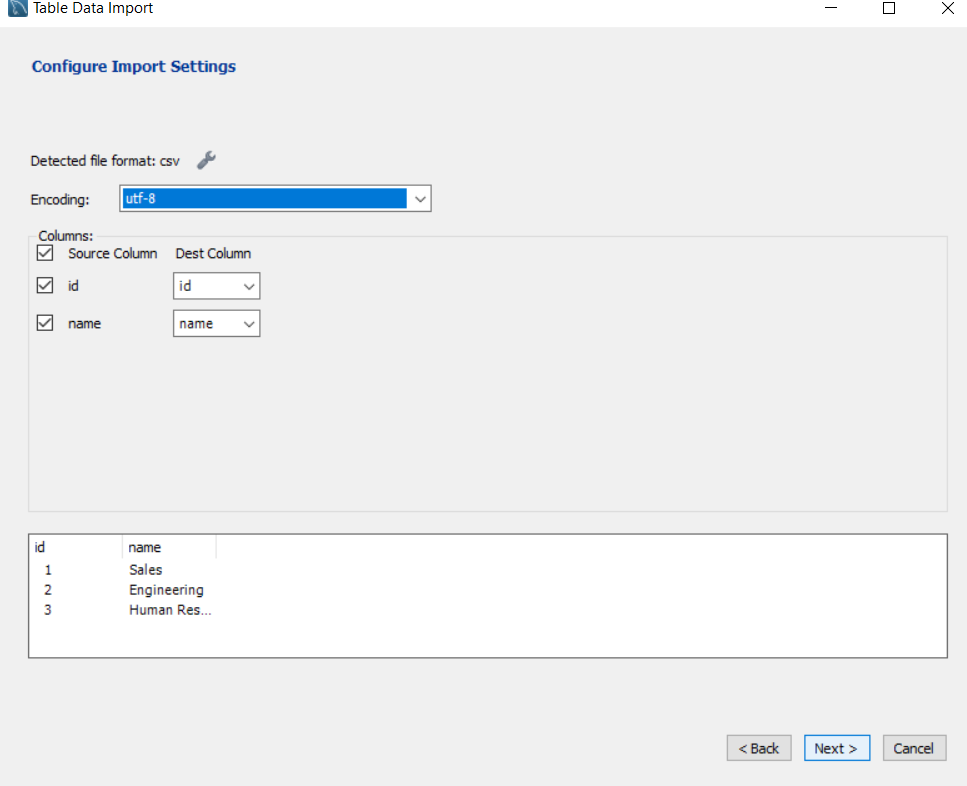 Table Data Import
Configure Import Settings
Detected file format: csv
Encoding: utf-8
Columns:
Source Column Dest Column
id id
name name
id name
1 Sales
2 Engineering
3 Human Res...
< Back Next > Cancel